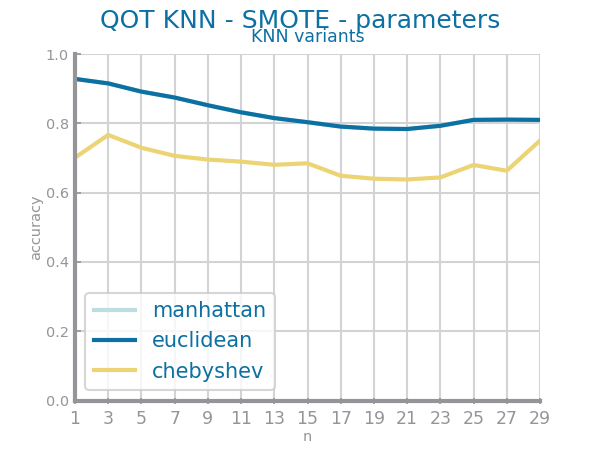 QOT KNN - SMOTE - parameters
KNN variants
1.0
0.8
0.6
0.4
0.2
0.0
accuracy
manhattan
euclidean
chebyshev
1 3 5 7 9 11 13 15 17 19 21 23 25 27 29
n